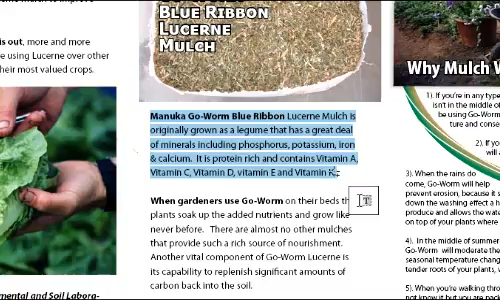 is out, more and more
e using Lucerne over other
heir most valued crops.
mental and Soil Labora-
BLUE RIBBON
LUCERNE
MULCH
Manuka Go-Worm Blue Ribbon Lucerne Mulch is
originally grown as a legume that has a great deal
of minerals including phosphorus, potassium, iron
& calcium. It is protein rich and contains Vitamin A,
Vitamin C, Vitamin D, vitamin E and Vitamin K.
When gardeners use Go-Worm on their beds th
plants soak up the added nutrients and grow like
never before. There are almost no other mulches
that provide such a rich source of nourishment.
Another vital component of Go-Worm Lucerne is
its capability to replenish significant amounts of
carbon back into the soil.
Why Mulch W
1). If you're in any type
isn't in the middle of
be using Go-Worm
ture and conse
2). If yo
will a
3). When the rains do
come, Go-Worm will help
prevent erosion, because it s
down the washing effect a h
produce and allows the wate
on top of your plants where
4). In the middle of summer
Go-Worm will moderate the
seasonal temperature chang
tender roots of your plants, w
5). When you're walking throu
not know it but you are pac